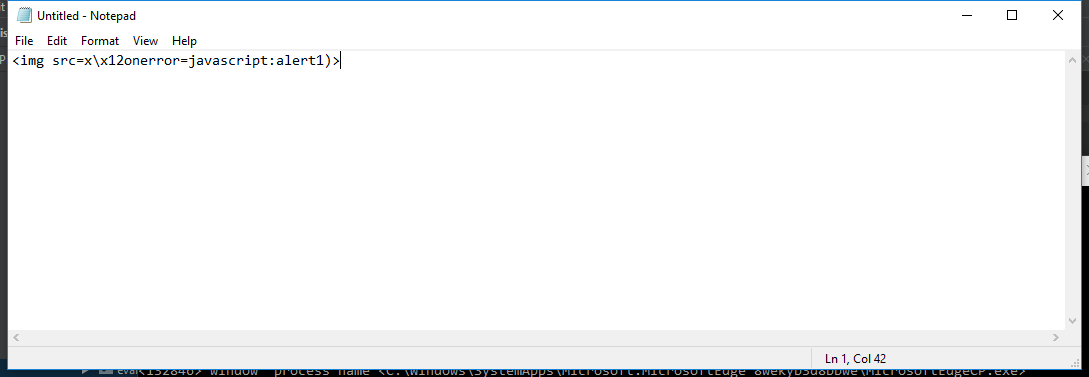 Untitled - Notepad
File Edit Format View Help
<img src=x\x12onerror=javascript:alert1)>
Ln 1, Col 42
eval<132846> window process name <C:\Windows\SystemApps\Microsoft.MicrosoftEdge_8wekyb3d8bbwe\MicrosoftEdgeCP.exe>